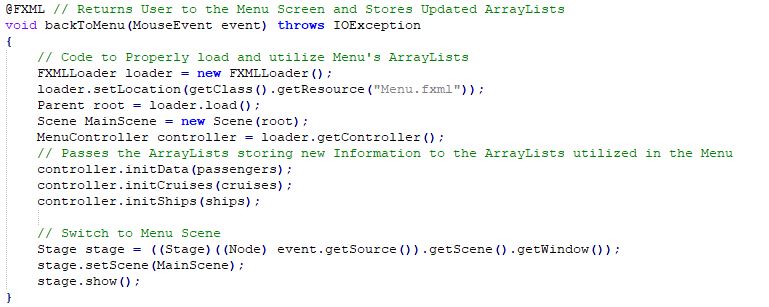 @FXML // Returns User to the Menu Screen and Stores Updated ArrayLists
void backToMenu(MouseEvent event) throws IOException
{
    // Code to Properly load and utilize Menu's ArrayLists
    FXMLLoader loader = new FXMLLoader();
    loader.setLocation(getClass().getResource("Menu.fxml"));
    Parent root = loader.load();
    Scene MainScene = new Scene(root);
    MenuController controller = loader.getController();
    // Passes the ArrayLists storing new Information to the ArrayLists utilized in the Menu
    controller.initData(passengers);
    controller.initCruises(cruises);
    controller.initShips(ships);

    // Switch to Menu Scene
    Stage stage = ((Stage)((Node) event.getSource()).getScene().getWindow());
    stage.setScene(MainScene);
    stage.show();
}